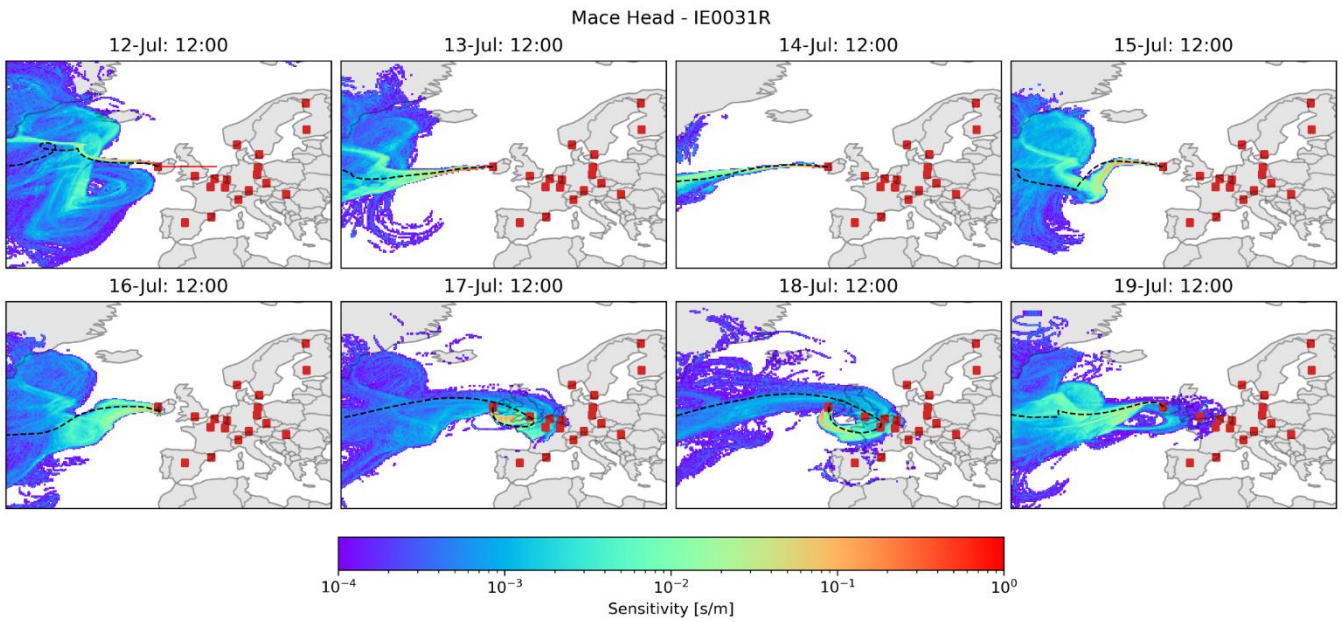 Mace Head - IE0031R
12-Jul: 12:00
13-Jul: 12:00
14-Jul: 12:00
15-Jul: 12:00
16-Jul: 12:00
17-Jul: 12:00
18-Jul: 12:00
19-Jul: 12:00
10⁻⁴
10⁻³
10⁻²
10⁻¹
10⁰
Sensitivity [s/m]